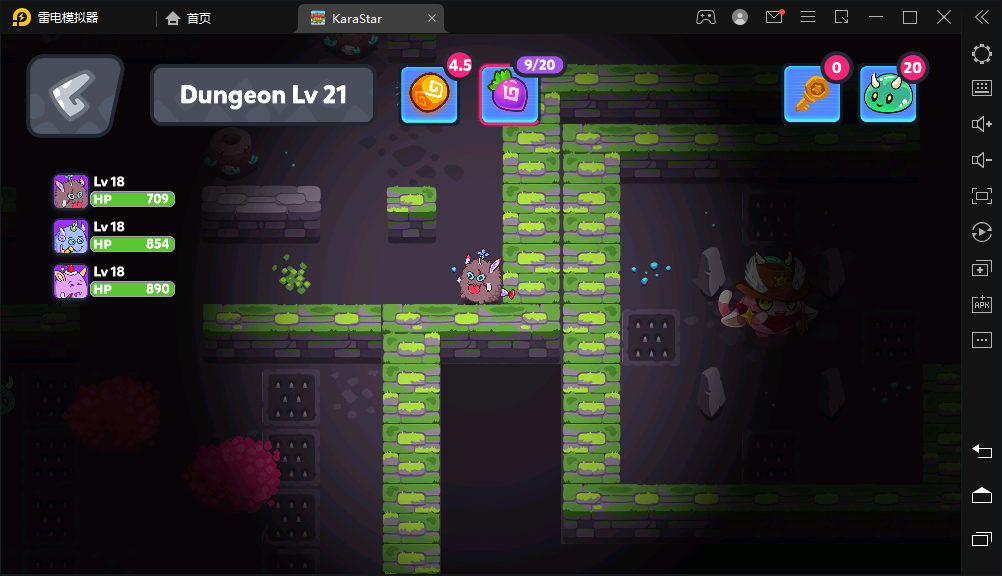 雷电模拟器
首页
KaraStar
Dungeon Lv 21
4.5
9/20
0
20
Lv 18
HP 709
Lv 18
HP 854
Lv 18
HP 890
APK